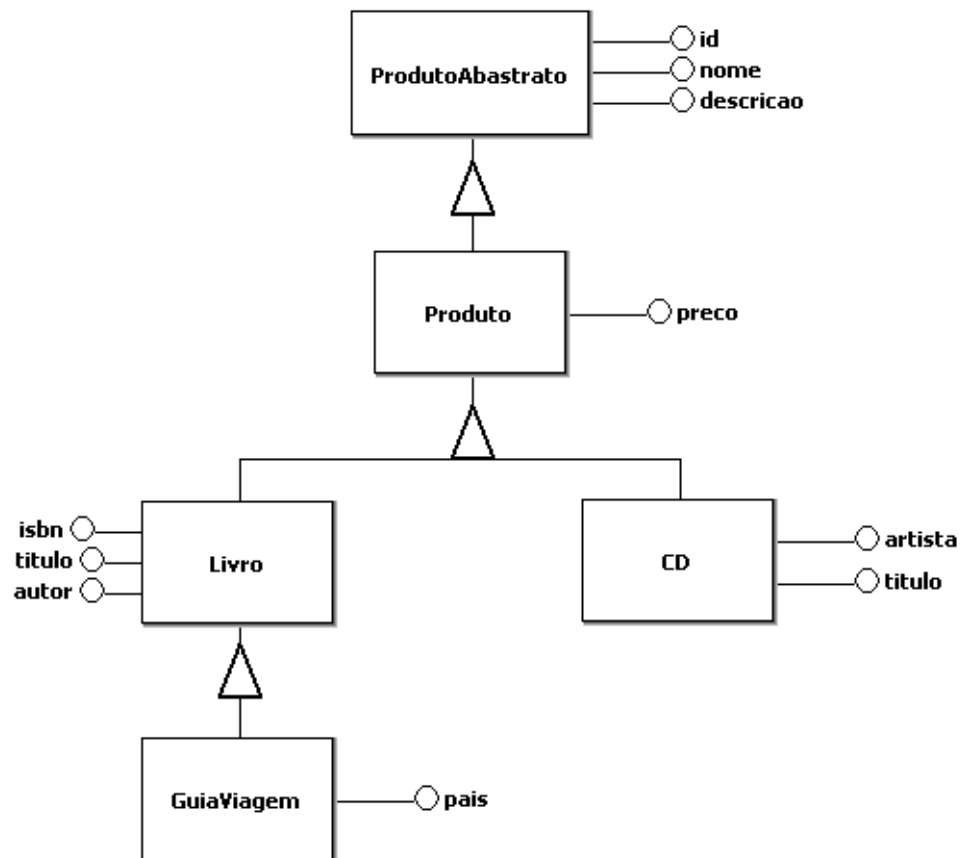 ProdutoAbastrato
id
nome
descricao
Produto
preco
isbn
titulo
autor
Livro
CD
artista
titulo
GuiaViagem
pais